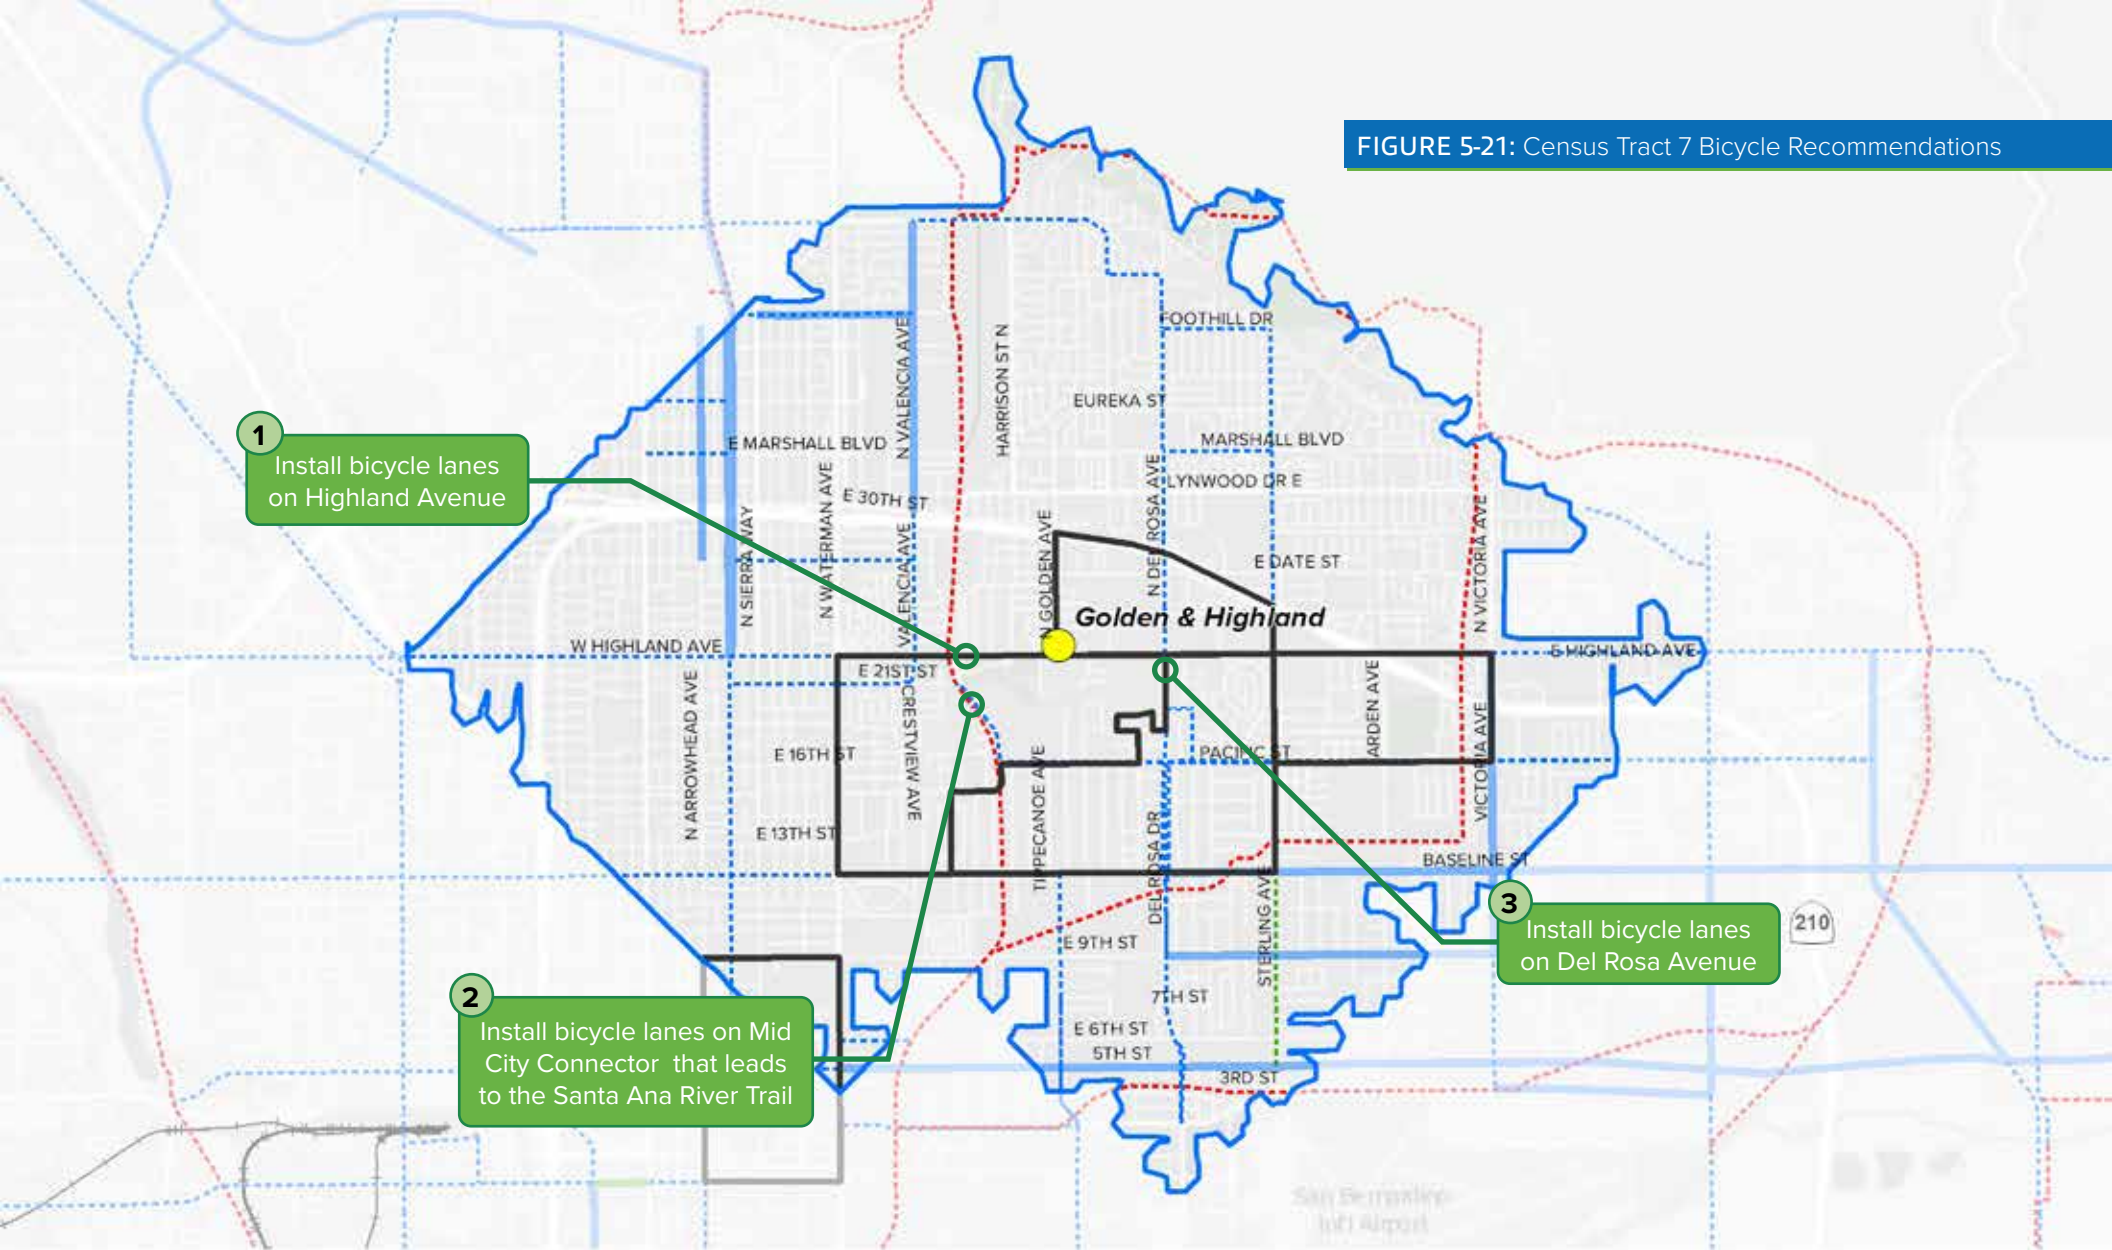 FIGURE 5-21: Census Tract 7 Bicycle Recommendations
FOOTHILL DR
N VALENCIA AVE
HARRISON ST N
EUREKA ST
1
Install bicycle lanes
on Highland Avenue
E MARSHALL BLVD
MARSHALL BLVD
N WATERMAN AVE
E 30TH ST
N DEL ROSA AVE
LYNWOOD DR E
N SIERRA WAY
VALENCIA AVE
N GOLDEN AVE
E DATE ST
N VICTORIA AVE
Golden & Highland
W HIGHLAND AVE
E HIGHLAND AVE
E 21ST ST
N ARROWHEAD AVE
CRESTVIEW AVE
ARDEN AVE
VICTORIA AVE
E 16TH ST
TIPPECANOE AVE
PACIFIC ST
E 13TH ST
DEL ROSA DR
BASELINE ST
STERLING AVE
3
Install bicycle lanes
on Del Rosa Avenue
210
E 9TH ST
2
Install bicycle lanes on Mid
City Connector that leads
to the Santa Ana River Trail
7TH ST
E 6TH ST
5TH ST
3RD ST
San Bernardino
Int'l Airport